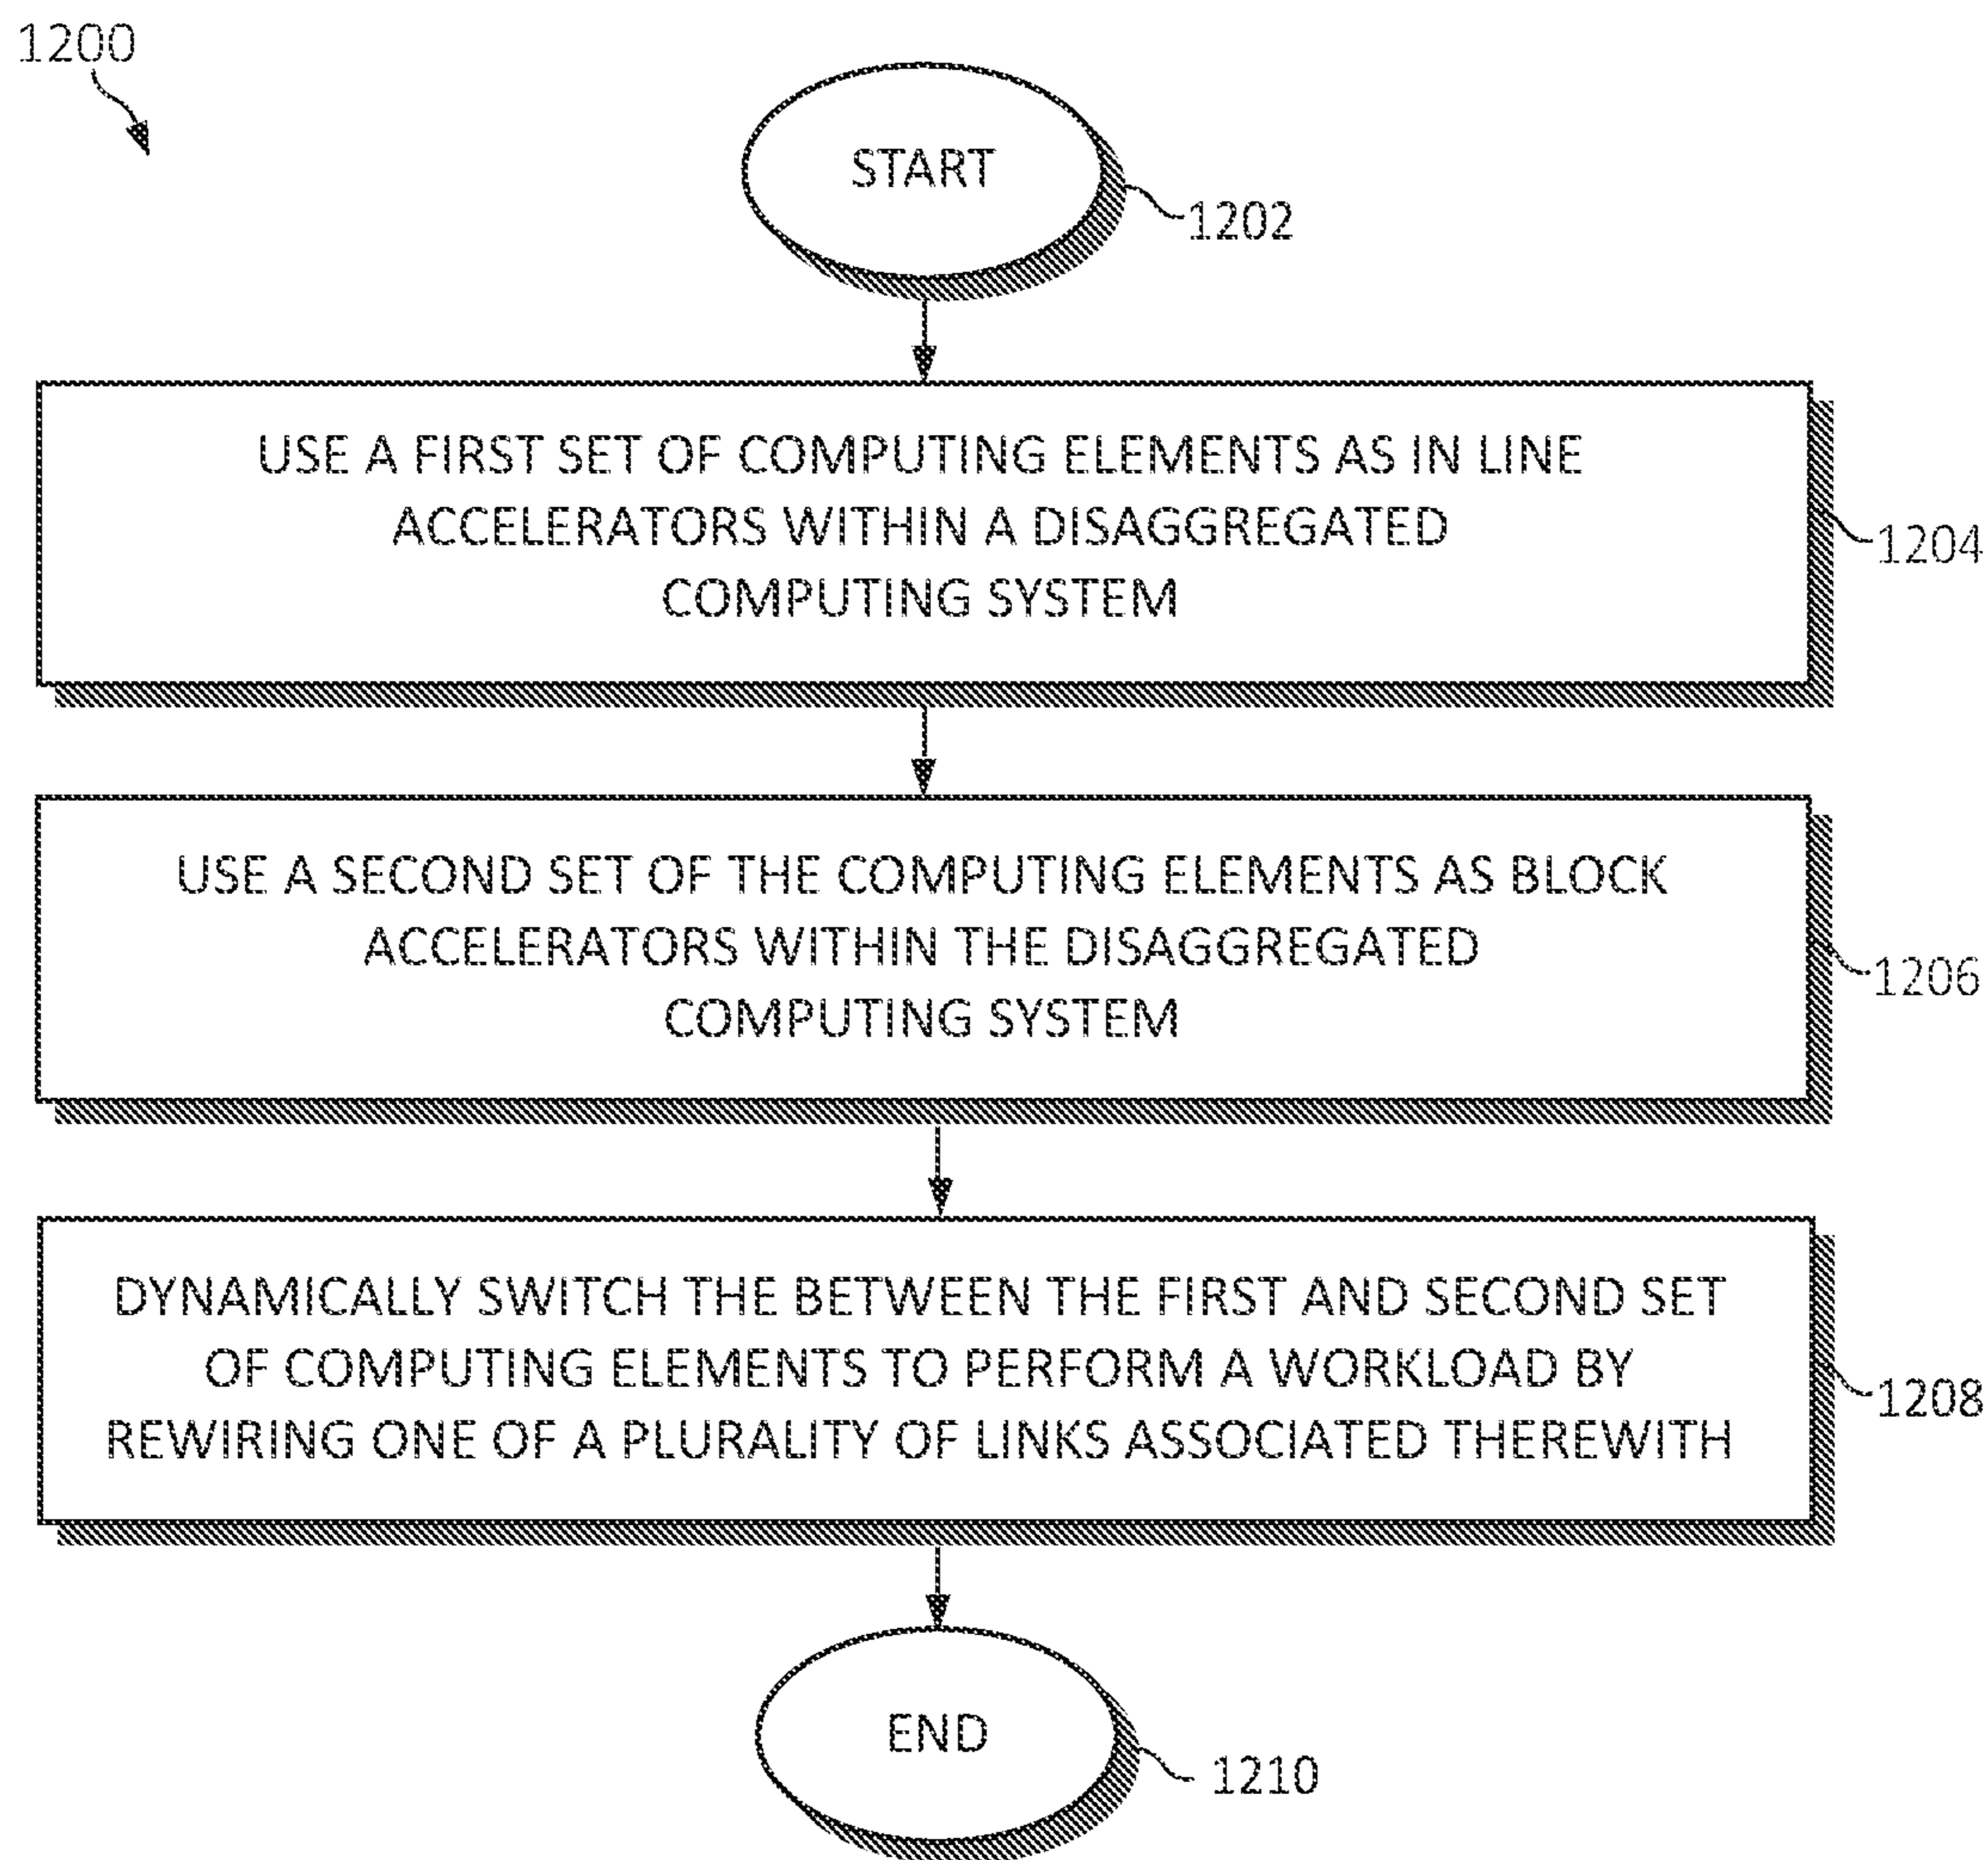 1200
START
1202
USE A FIRST SET OF COMPUTING ELEMENTS AS IN LINE
ACCELERATORS WITHIN A DISAGGREGATED
COMPUTING SYSTEM
1204
USE A SECOND SET OF THE COMPUTING ELEMENTS AS BLOCK
ACCELERATORS WITHIN THE DISAGGREGATED
COMPUTING SYSTEM
1206
DYNAMICALLY SWITCH THE BETWEEN THE FIRST AND SECOND SET
OF COMPUTING ELEMENTS TO PERFORM A WORKLOAD BY
REWIRING ONE OF A PLURALITY OF LINKS ASSOCIATED THEREWITH
1208
END
1210